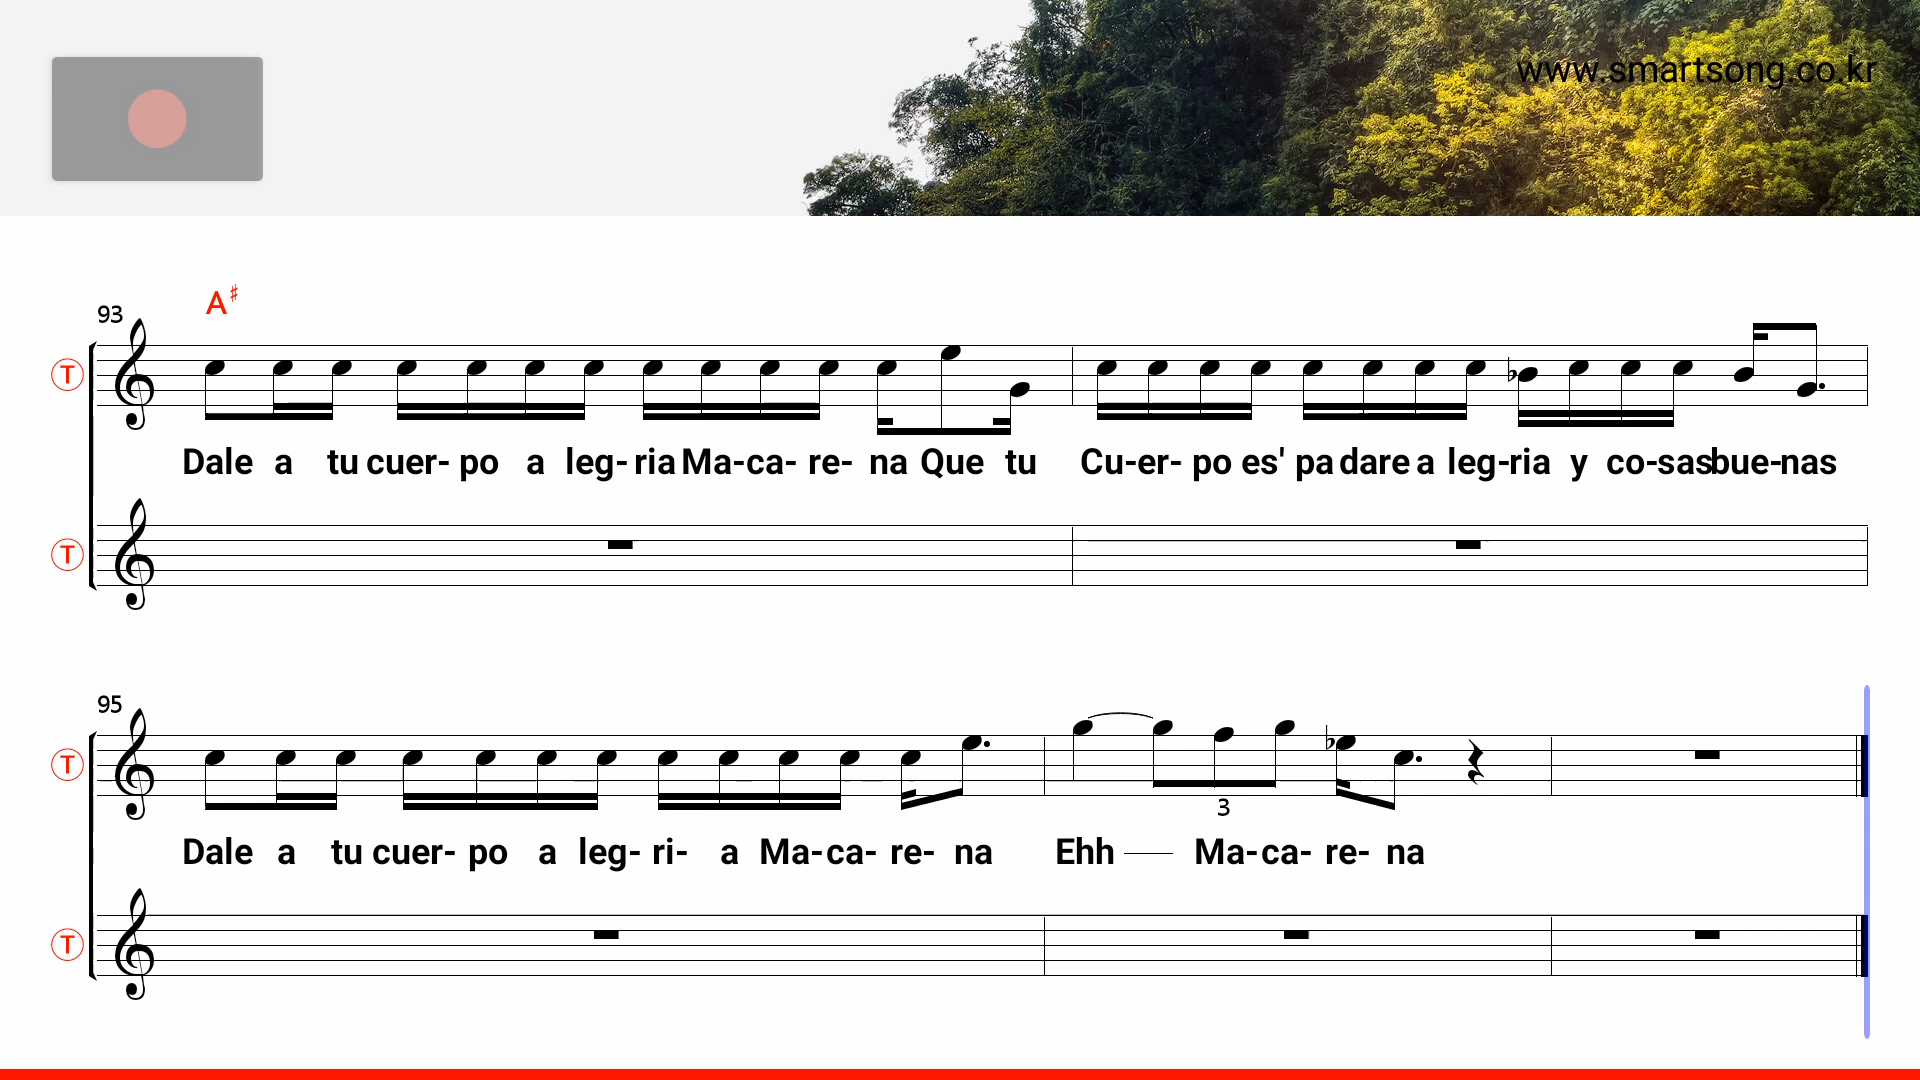 www.smartsong.co.kr
A♯
93
T
Dale a tu cuer- po a leg- ria Ma- ca- re- na Que tu Cu- er- po es' pa dare a leg- ria y co- sas bue- nas
T
95
T
3
Dale a tu cuer- po a leg- ri- a Ma- ca- re- na Ehh Ma- ca- re- na
T